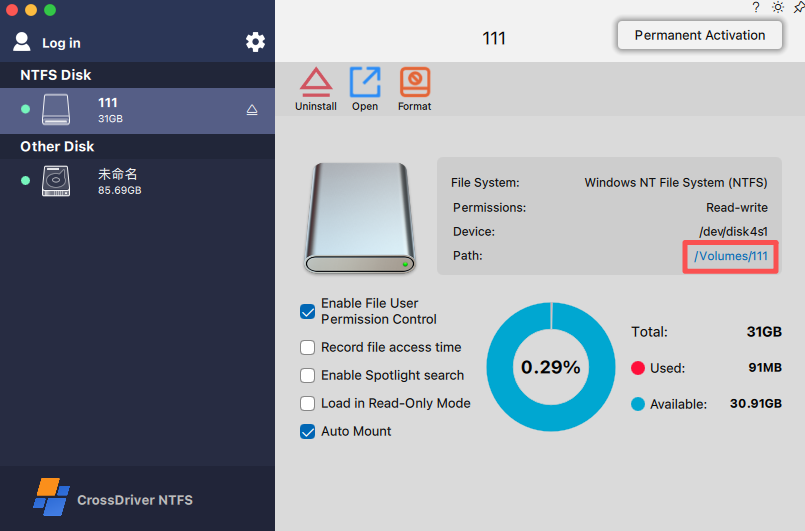 ?
Log in
111
Permanent Activation
NTFS Disk
111
31GB
Other Disk
未命名
85.69GB
CrossDriver NTFS
Uninstall
Open
Format
File System: Windows NT File System (NTFS)
Permissions: Read-write
Device: /dev/disk4s1
Path: /Volumes/111
Enable File User
Permission Control
Record file access time
Enable Spotlight search
Load in Read-Only Mode
Auto Mount
0.29%
Total: 31GB
Used: 91MB
Available: 30.91GB